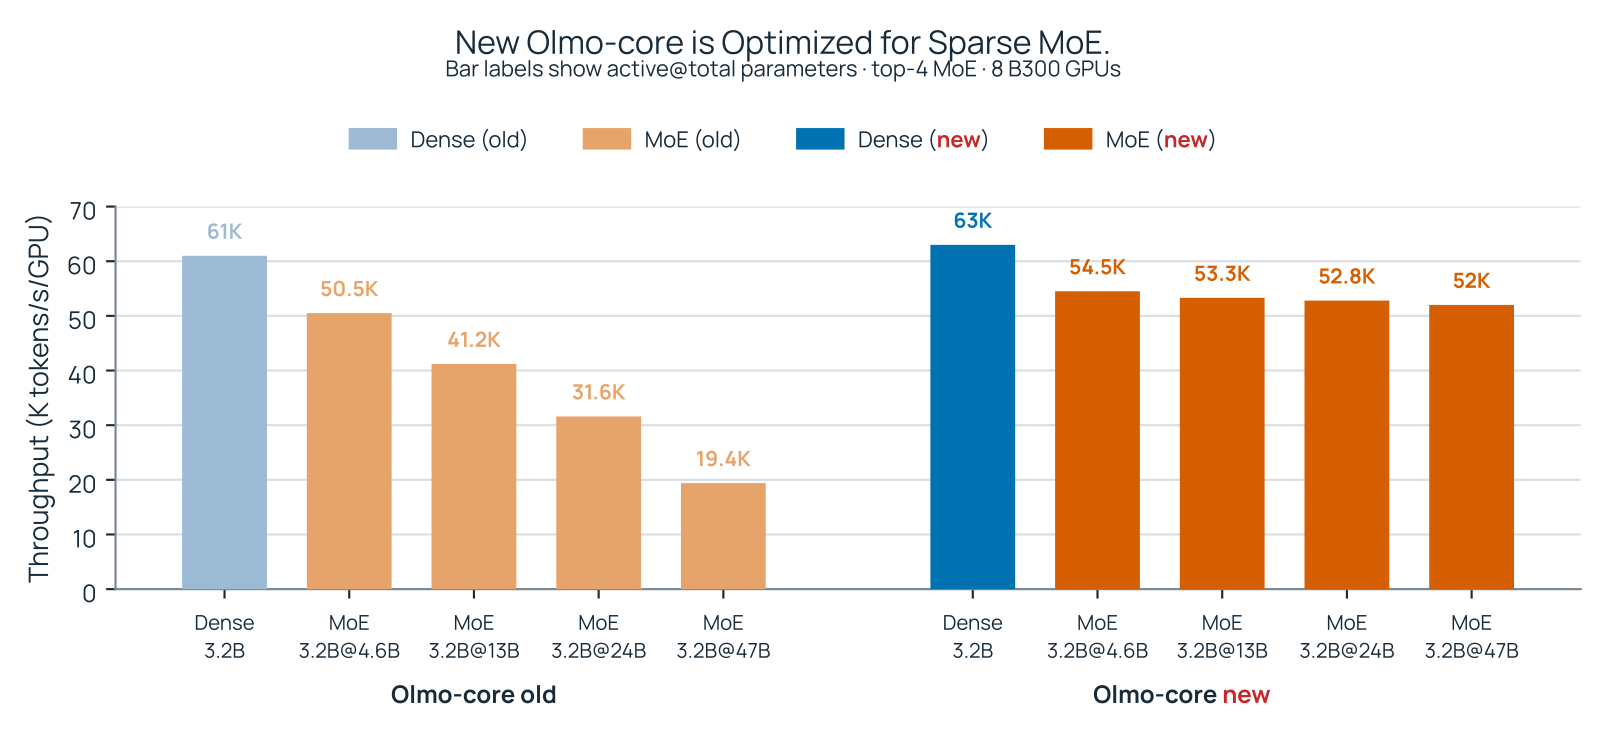 New Olmo-core is Optimized for Sparse MoE.
Bar labels show active@total parameters · top-4 MoE · 8 B300 GPUs
Dense (old) MoE (old) Dense (new) MoE (new)
Throughput (K tokens/s/GPU)
70
60
50
40
30
20
10
0
61K 50.5K 41.2K 31.6K 19.4K 63K 54.5K 53.3K 52.8K 52K
Dense MoE MoE MoE MoE Dense MoE MoE MoE MoE
3.2B 3.2B@4.6B 3.2B@13B 3.2B@24B 3.2B@47B 3.2B 3.2B@4.6B 3.2B@13B 3.2B@24B 3.2B@47B
Olmo-core old Olmo-core new